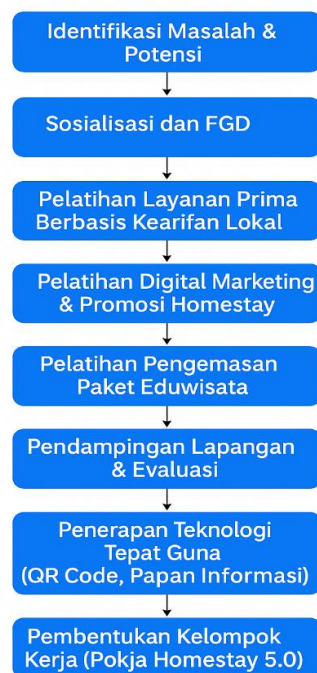 Identifikasi Masalah &
Potensi
Sosialisasi dan FGD
Pelatihan Layanan Prima
Berbasis Kearifan Lokal
Pelatihan Digital Marketing
& Promosi Homestay
Pelatihan Pengemasan
Paket Eduwisata
Pendampingan Lapangan
& Evaluasi
Penerapan Teknologi
Tepat Guna
(QR Code, Papan Informasi)
Pembentukan Kelompok
Kerja (Pokja Homestay 5.0)